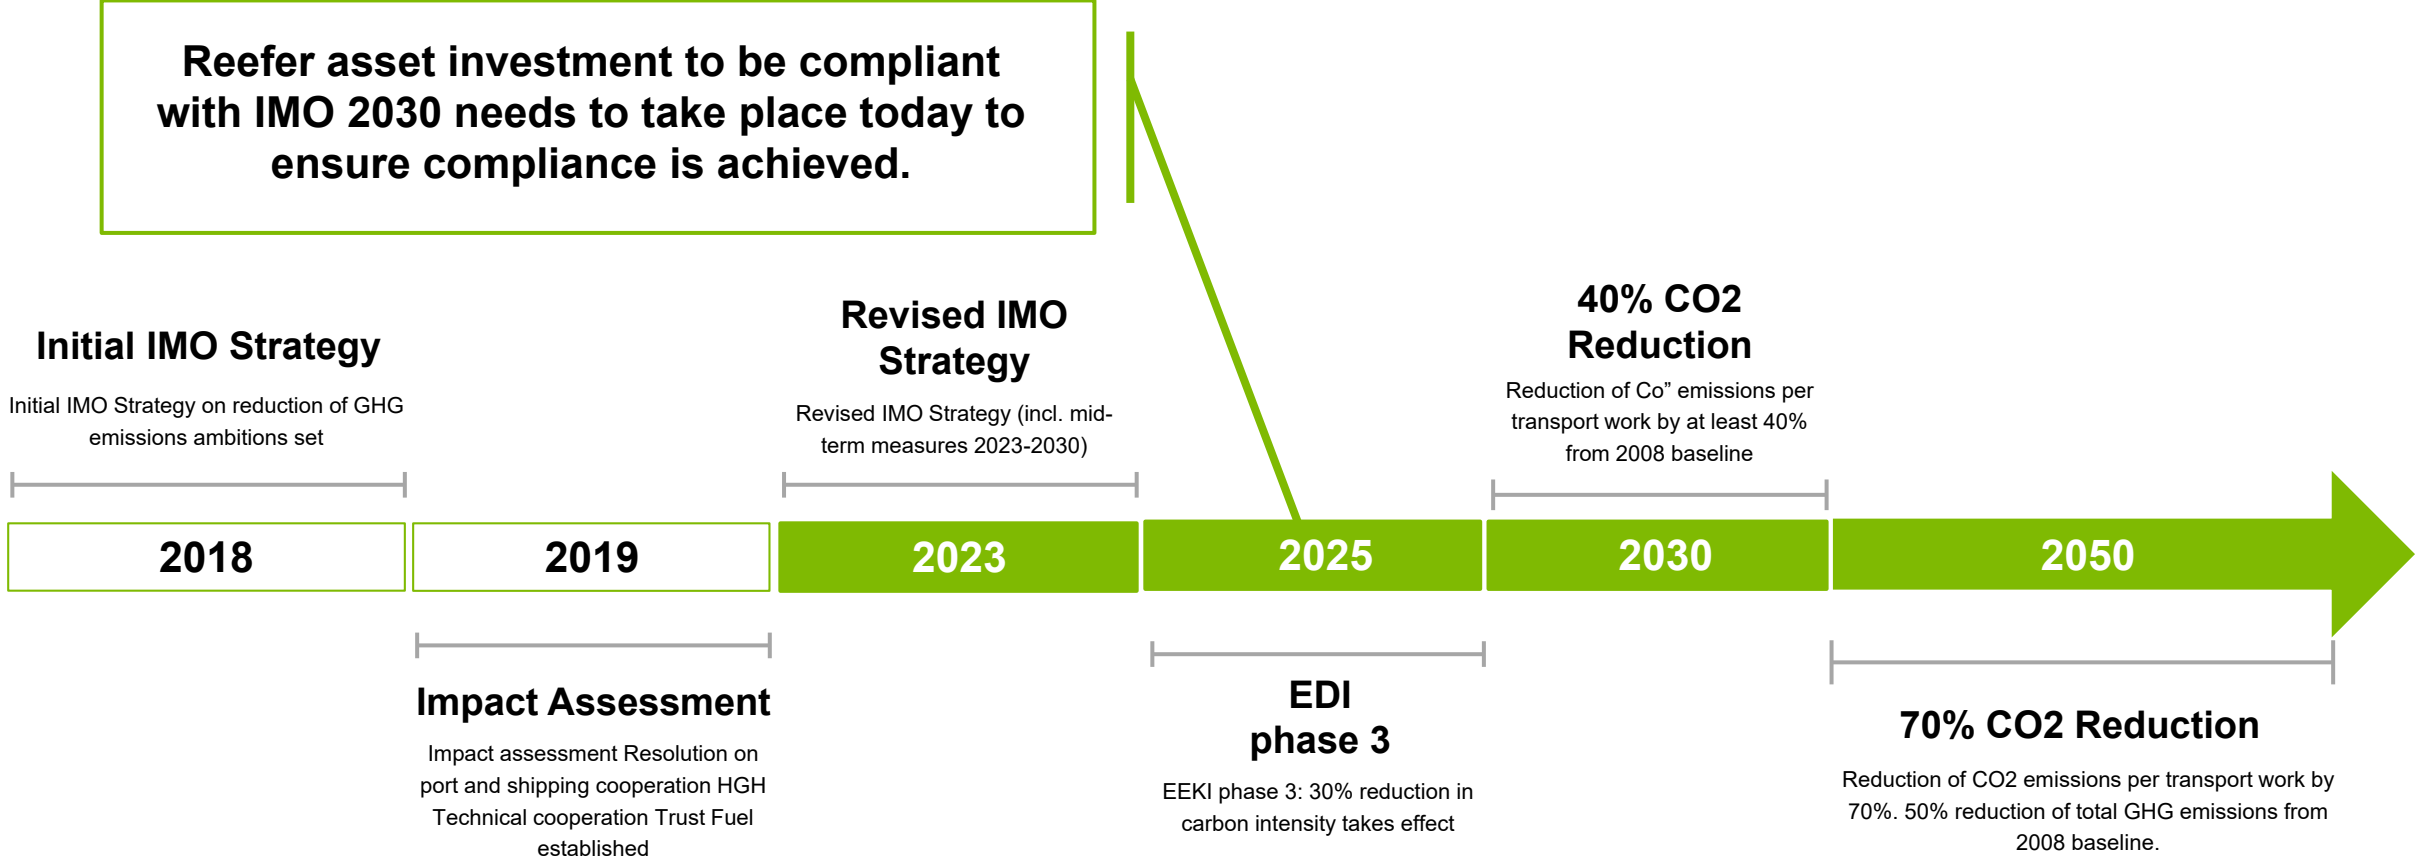 Reefer asset investment to be compliant
with IMO 2030 needs to take place today to
ensure compliance is achieved.
Initial IMO Strategy
Initial IMO Strategy on reduction of GHG
emissions ambitions set
Revised IMO
Strategy
Revised IMO Strategy (incl. mid-
term measures 2023-2030)
40% CO2
Reduction
Reduction of Co” emissions per
transport work by at least 40%
from 2008 baseline
2018
2019
2023
2025
2030
2050
Impact Assessment
Impact assessment Resolution on
port and shipping cooperation HGH
Technical cooperation Trust Fuel
established
EDI
phase 3
EEKI phase 3: 30% reduction in
carbon intensity takes effect
70% CO2 Reduction
Reduction of CO2 emissions per transport work by
70%. 50% reduction of total GHG emissions from
2008 baseline.